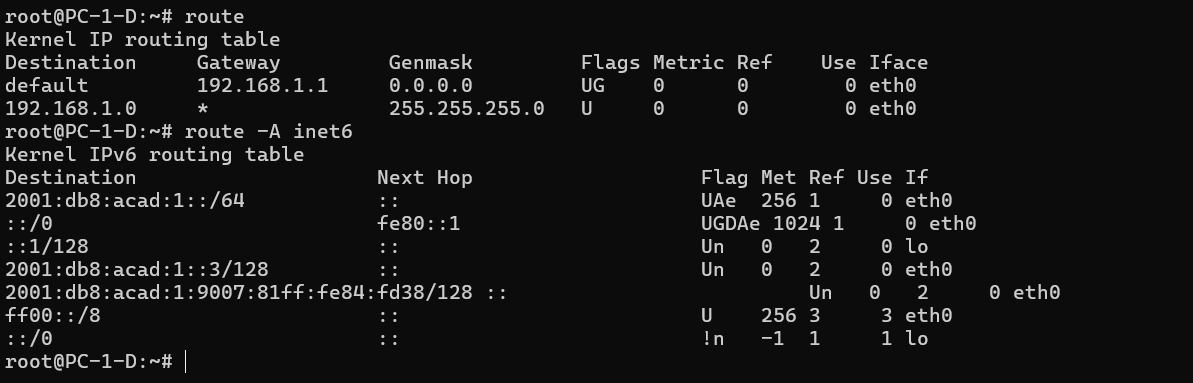 root@PC-1-D:~# route
Kernel IP routing table
Destination     Gateway         Genmask         Flags Metric Ref    Use Iface
default         192.168.1.1     0.0.0.0         UG    0      0        0 eth0
192.168.1.0     *               255.255.255.0   U     0      0        0 eth0
root@PC-1-D:~# route -A inet6
Kernel IPv6 routing table
Destination                    Next Hop                   Flag Met Ref Use If
2001:db8:acad:1::/64           ::                         UAe  256 1     0 eth0
::/0                           fe80::1                    UGDAe 1024 1     0 eth0
::1/128                        ::                         Un   0   2     0 lo
2001:db8:acad:1::3/128         ::                         Un   0   2     0 eth0
2001:db8:acad:1:9007:81ff:fe84:fd38/128 ::                         Un   0   2     0 eth0
ff00::/8                       ::                         U    256 3     3 eth0
::/0                           ::                         !n   -1  1     1 lo
root@PC-1-D:~#